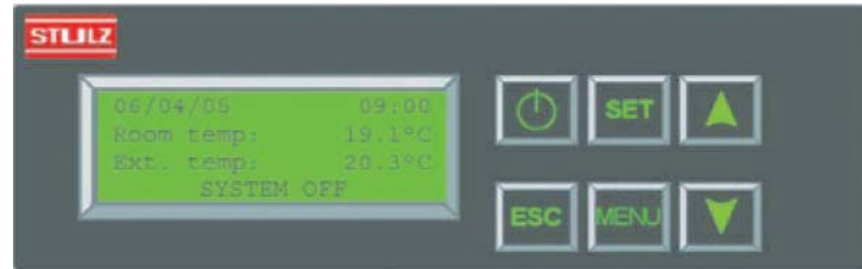 STULZ
06/04/05 09:00
Room temp: 19.1°C
Ext. temp: 20.3°C
SYSTEM OFF
SET
ESC MENU